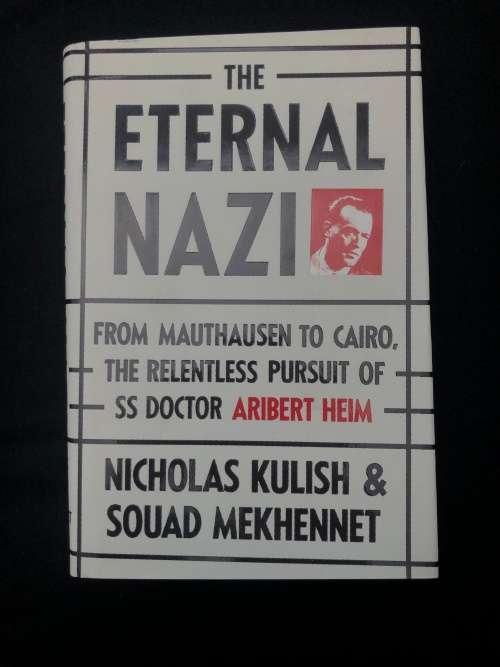 THE
ETERNAL
NAZI
FROM MAUTHAUSEN TO CAIRO,
THE RELENTLESS PURSUIT OF
SS DOCTOR ARIBERT HEIM
NICHOLAS KULISH &
SOUAD MEKHENNET